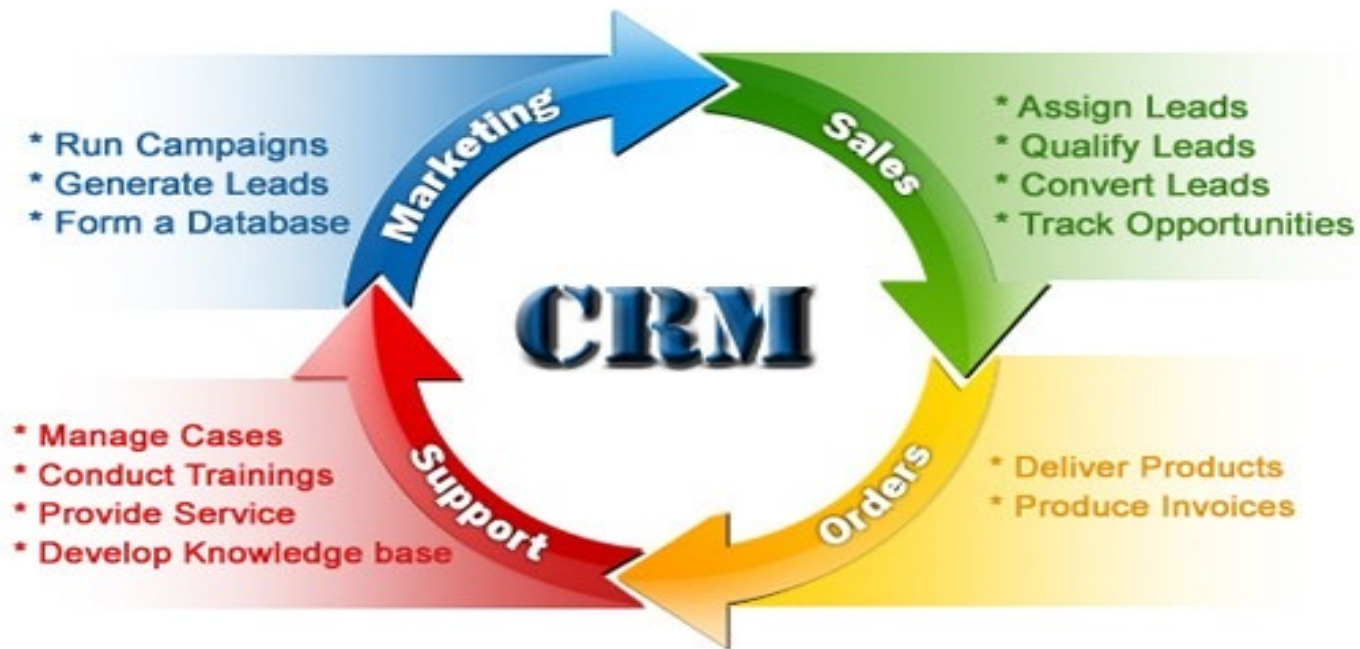 Marketing
* Run Campaigns
* Generate Leads
* Form a Database
Sales
* Assign Leads
* Qualify Leads
* Convert Leads
* Track Opportunities
CRM
Support
* Manage Cases
* Conduct Trainings
* Provide Service
* Develop Knowledge base
Orders
* Deliver Products
* Produce Invoices